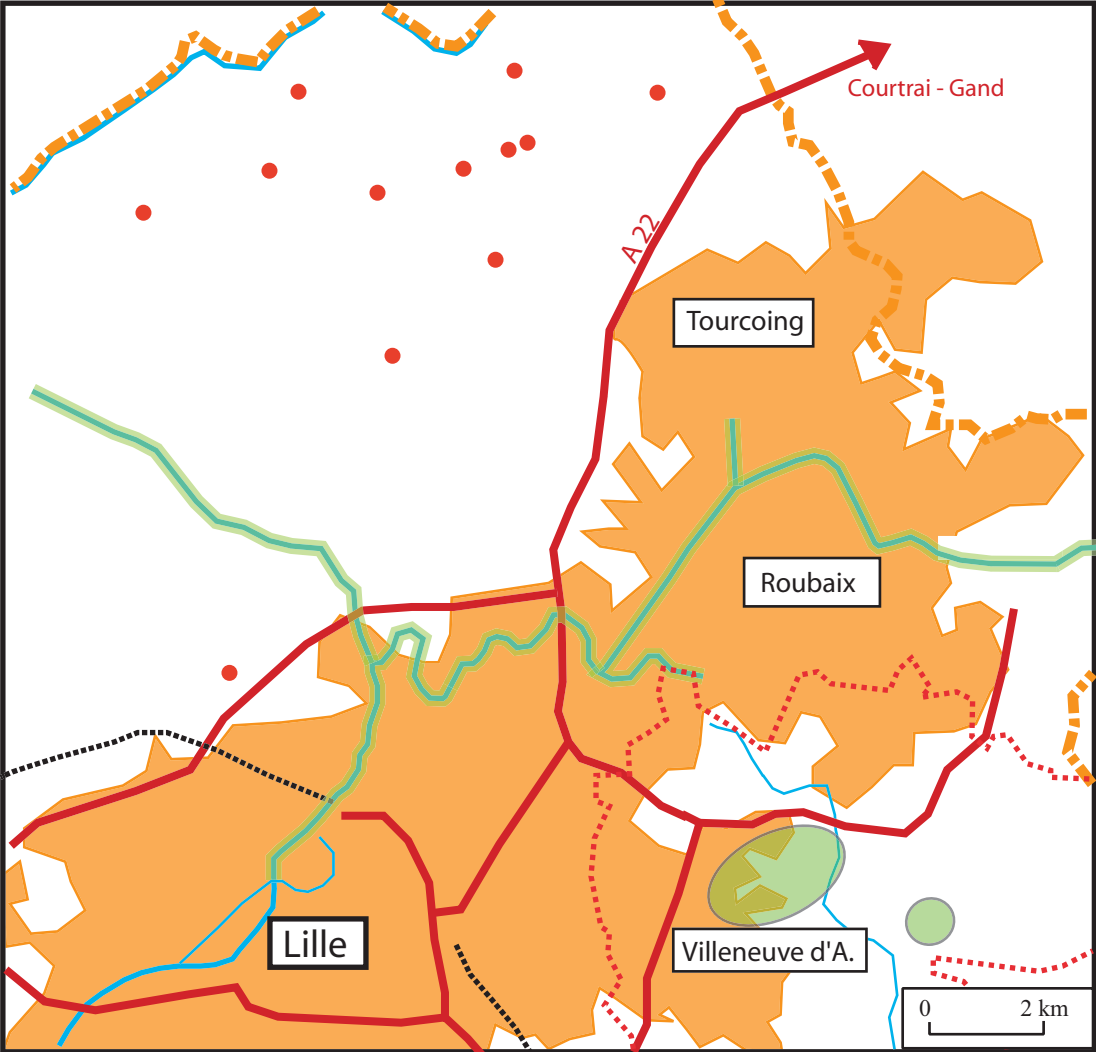 Courtrai - Gand
A 22
Tourcoing
Roubaix
Lille
Villeneuve d'A.
0 2 km